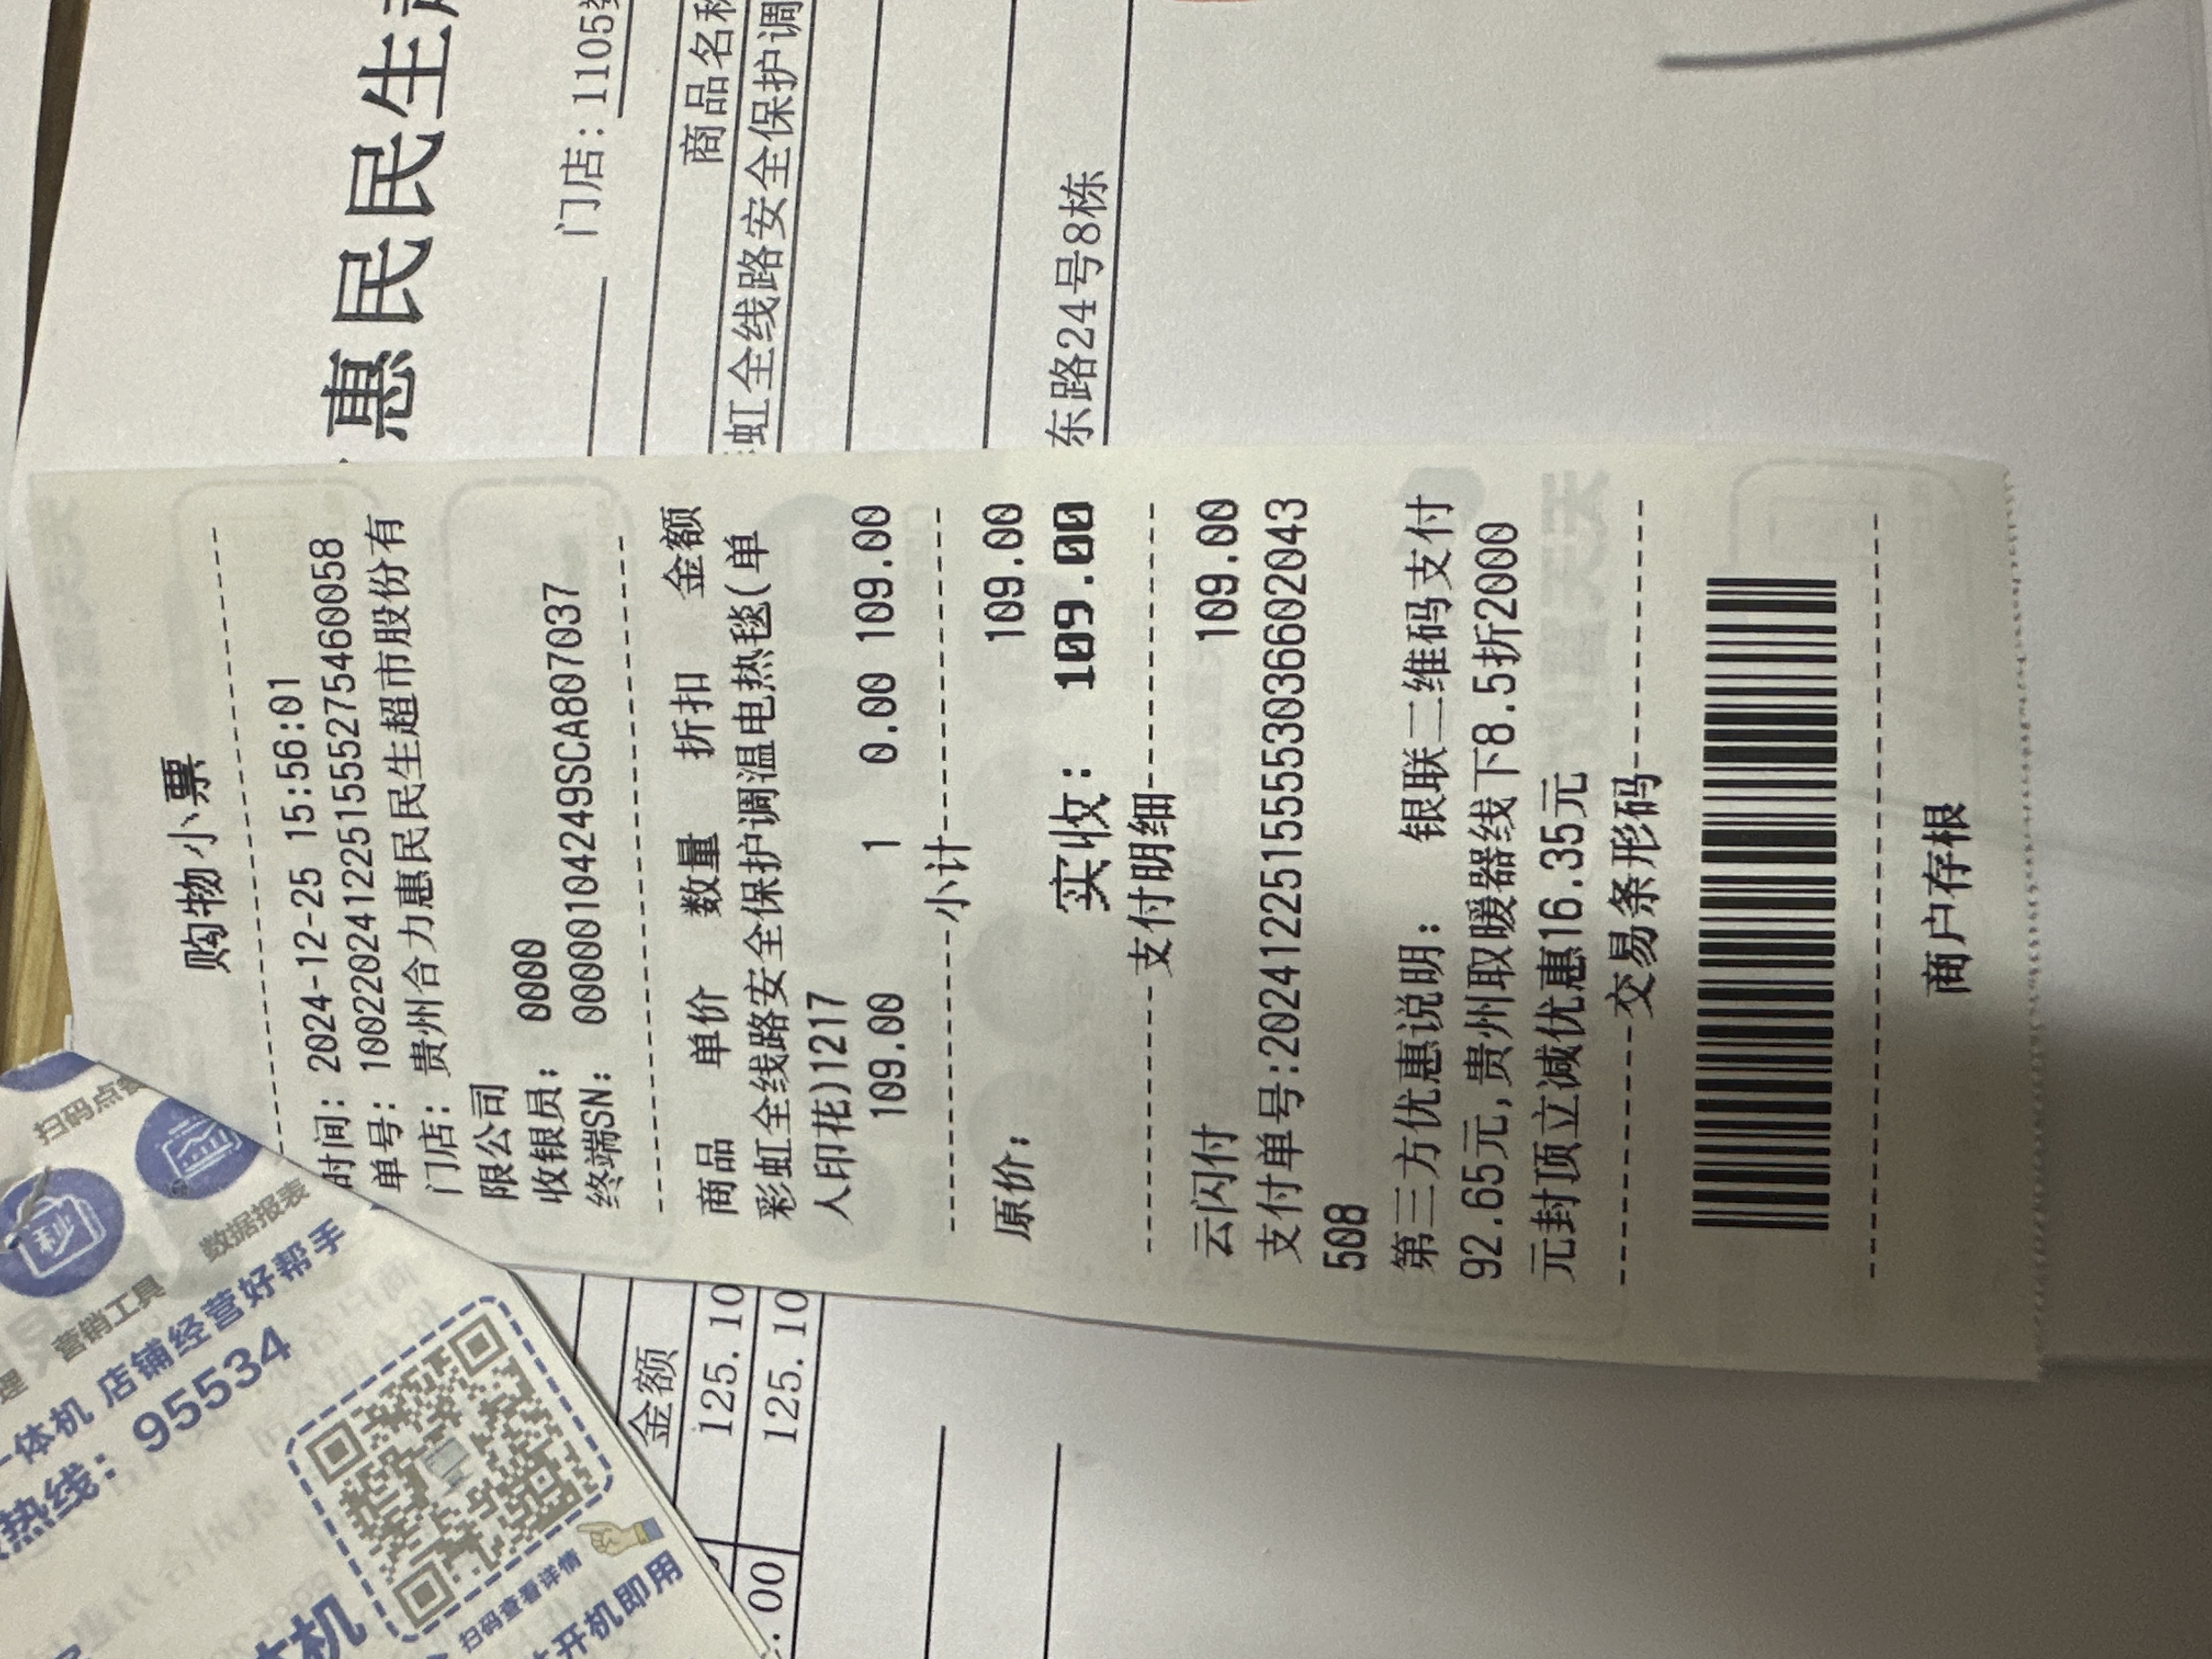 购物小票
时间: 2024-12-25 15:56:01
单号: 10022024122515552754600​58
门店: 贵州合力惠民民生超市股份有
限公司
收银员: 0000
终端SN: 00000104249SCA807037
商品 单价 数量 折扣 金额
彩虹全线路安全保护调温电热毯(单
人印花)1217
109.00 1 0.00 109.00
小计
原价: 109.00
实收: 109.00
支付明细
云闪付 109.00
支付单号:20241225155553036602043
508
第三方优惠说明: 银联二维码支付
92.65元,贵州取暖器线下8.5折2000
元封顶立减优惠16.35元
交易条形码
商户存根
惠民民生
门店:1105
商品名称
虹全线路安全保护调
东路24号8栋
金额
125.10
125.10
.00
扫码点餐
数据报表
营销工具
理
一体机 店铺经营好帮手
热线: 95534
扫码查看详情
开机即用
机